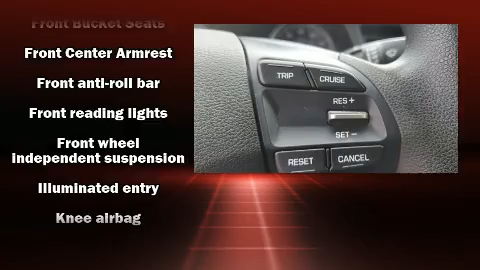 Front Bucket Seats
Front Center Armrest
Front anti-roll bar
Front reading lights
Front wheel
independent suspension
Illuminated entry
Knee airbag
TRIP
CRUISE
RES +
SET -
RESET
CANCEL